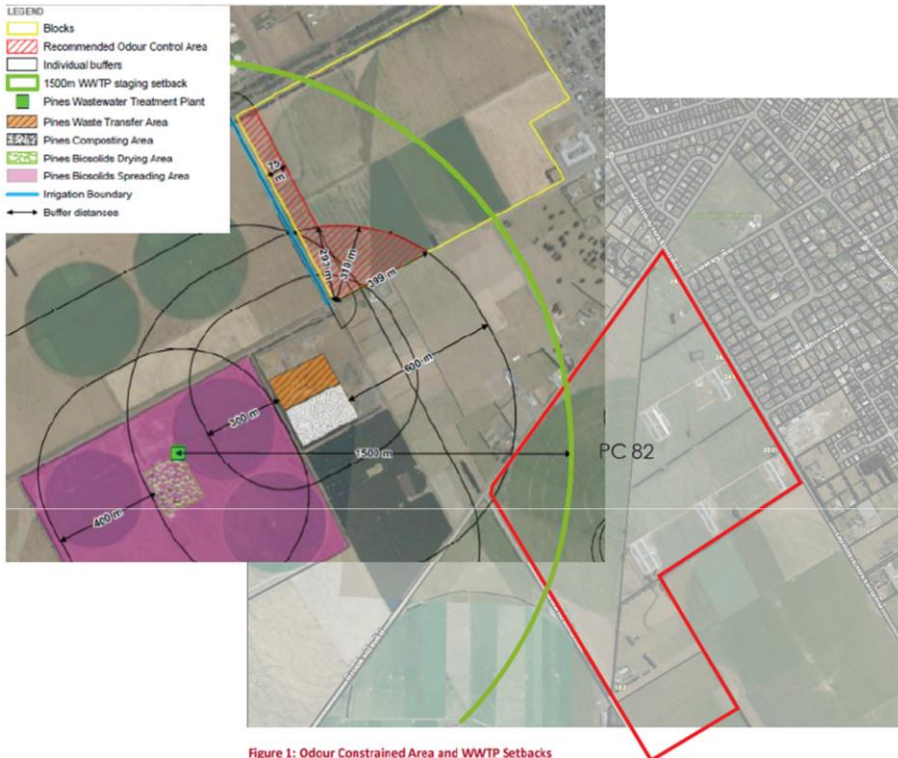 LEGEND
Blocks
Recommended Odour Control Area
Individual buffers
1500m WWTP staging setback
Pines Wastewater Treatment Plant
Pines Waste Transfer Area
Pines Composting Area
Pines Biosolids Drying Area
Pines Biosolids Spreading Area
Irrigation Boundary
Buffer distances
75
m
293 m
310 m
399 m
600 m
300 m
1500 m
400 m
PC 82
Figure 1: Odour Constrained Area and WWTP Setbacks